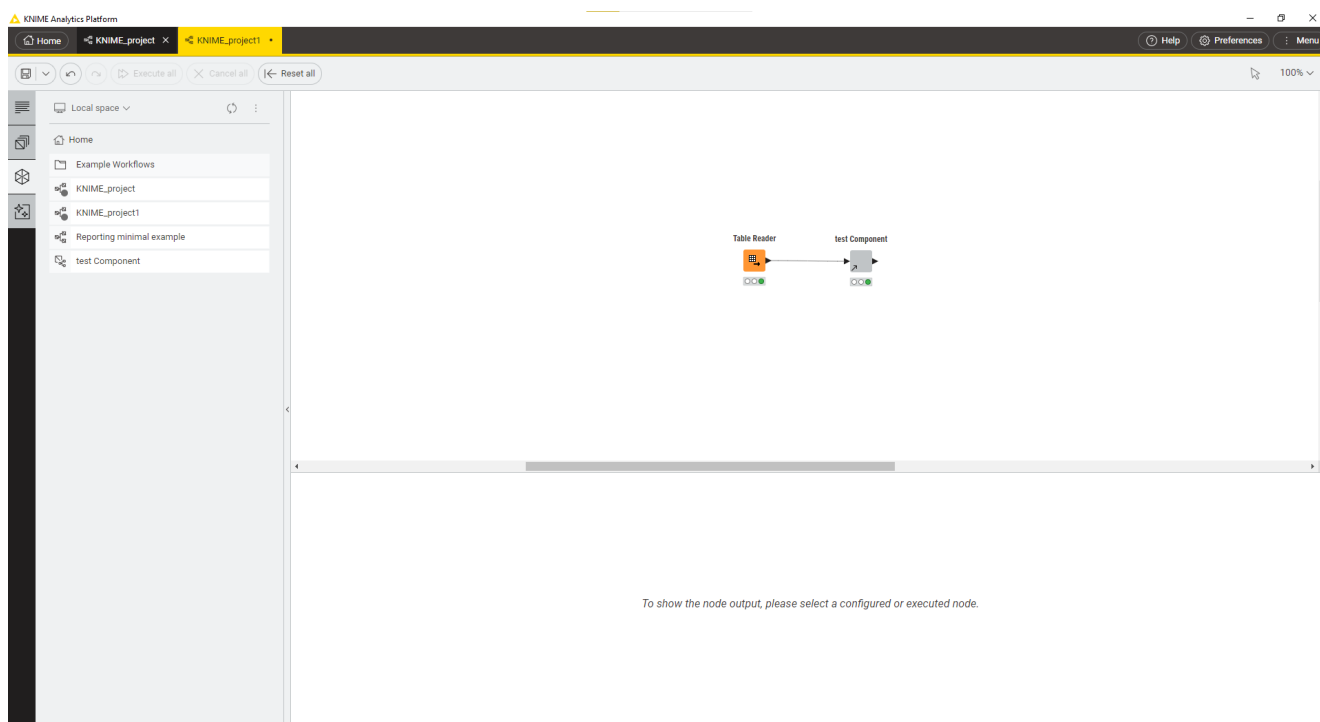 KNIME Analytics Platform
Home KNIME_project KNIME_project1 Help Preferences Menu
Execute all Cancel all Reset all 100%
Local space
Home
Example Workflows
KNIME_project
KNIME_project1
Reporting minimal example
test Component
Table Reader test Component
To show the node output, please select a configured or executed node.